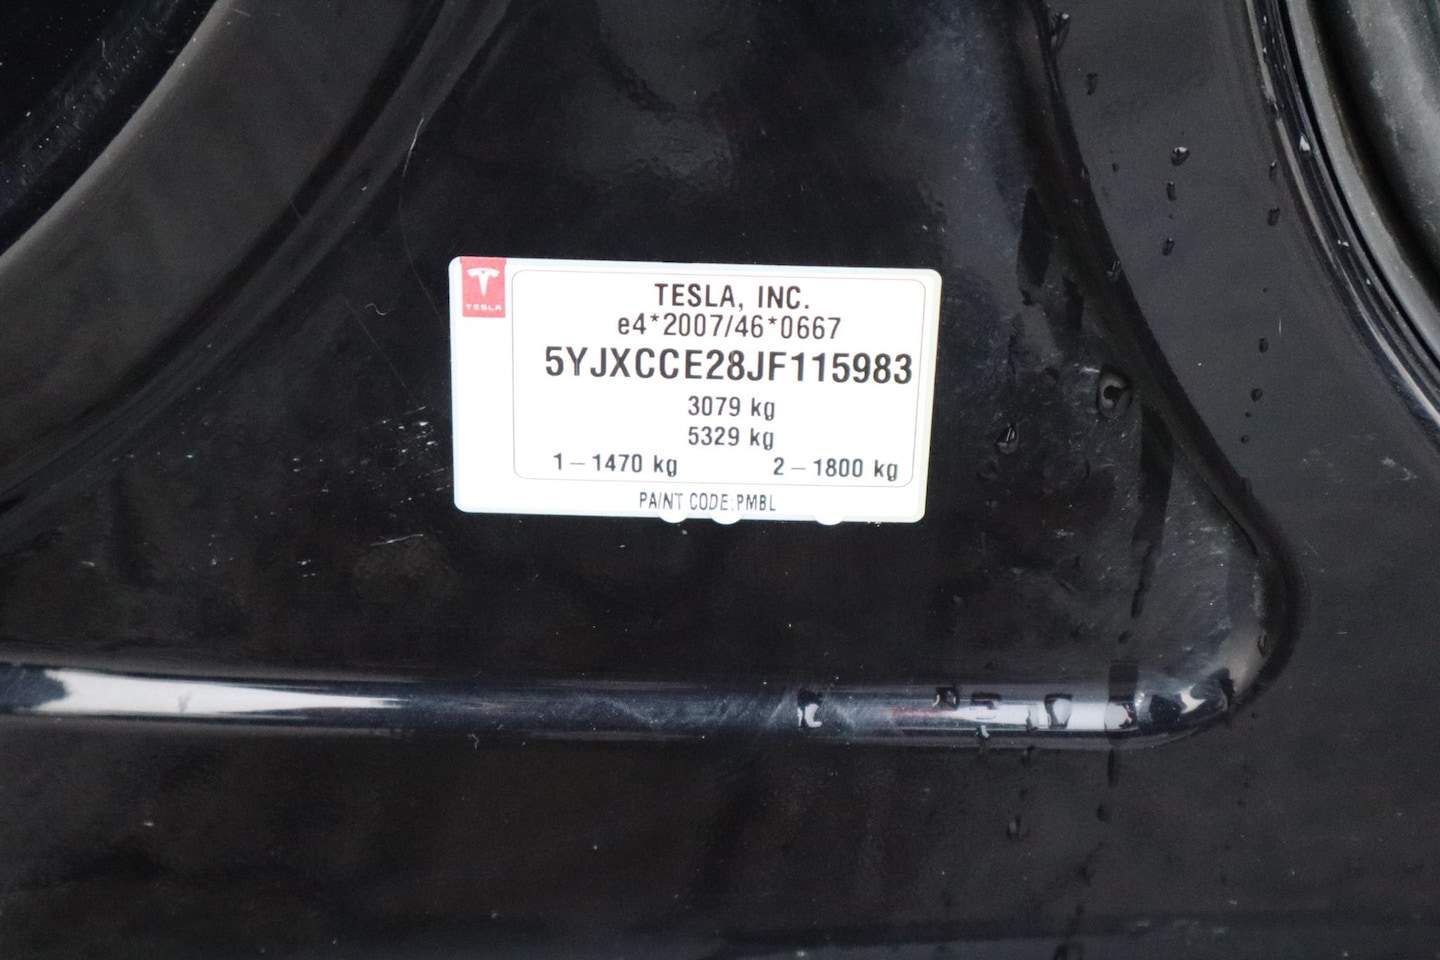 TESLA
TESLA, INC.
e4*2007/46*0667
5YJXCCE28JF115983
3079 kg
5329 kg
1 – 1470 kg 2 – 1800 kg
PAINT CODE:PMBL